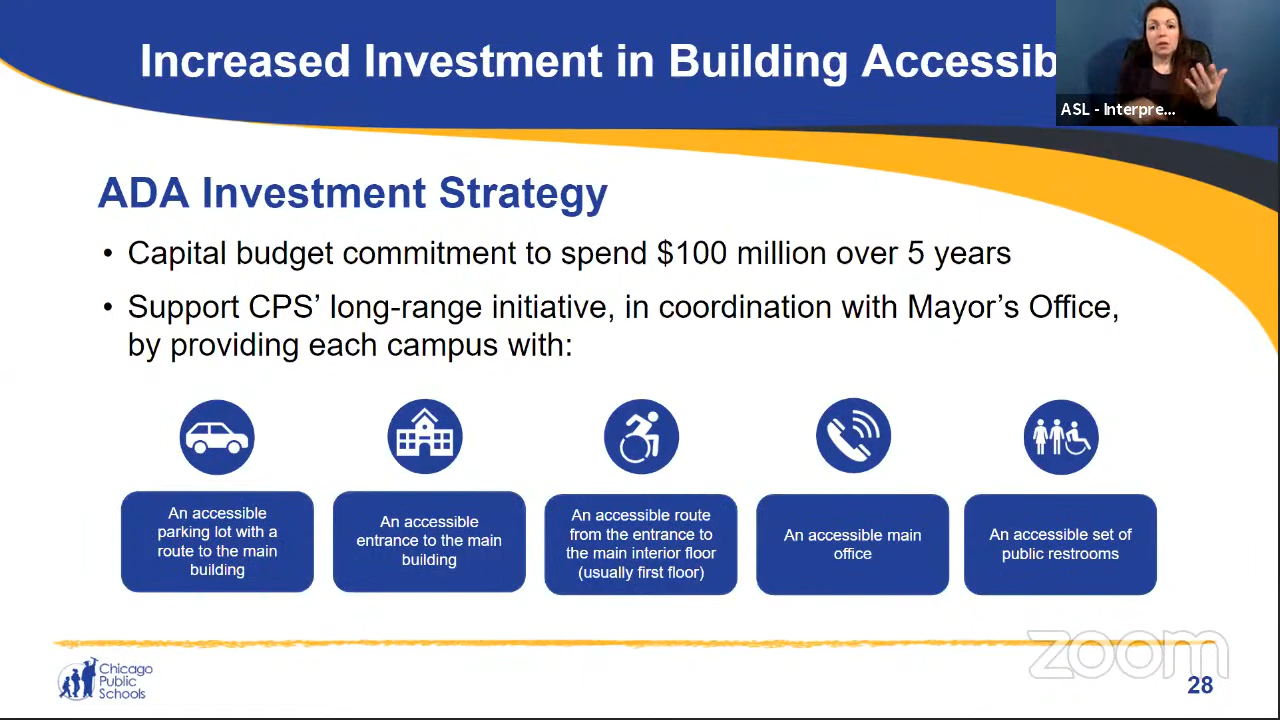 Increased Investment in Building Accessib
ASL - Interpre...
ADA Investment Strategy
• Capital budget commitment to spend $100 million over 5 years
• Support CPS’ long-range initiative, in coordination with Mayor’s Office,
by providing each campus with:
An accessible
parking lot with a
route to the main
building
An accessible
entrance to the main
building
An accessible route
from the entrance to
the main interior floor
(usually first floor)
An accessible main
office
An accessible set of
public restrooms
zoom
Chicago
Public
Schools
28